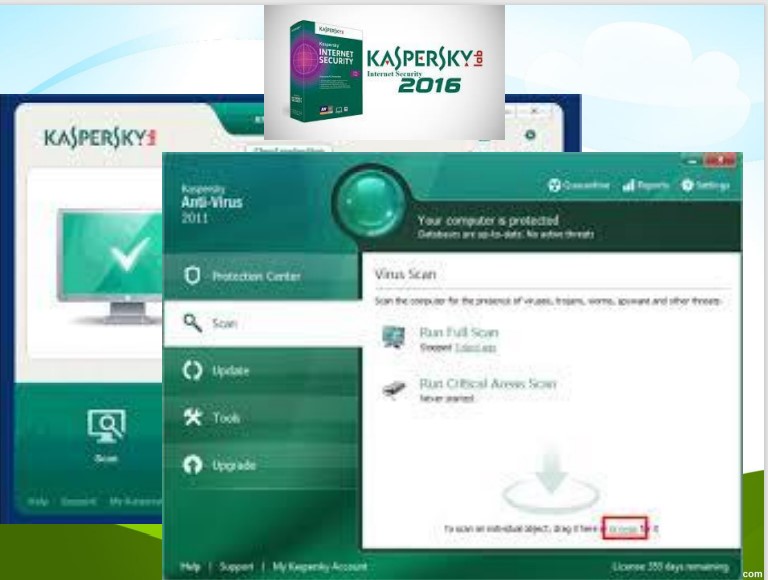 KASPERSKY
Kaspersky
INTERNET
SECURITY
KASPERSKY lab
Internet Security
2016
KASPERSKY lab
Kaspersky
Anti-Virus
2011
Quarantine Reports Settings
Your computer is protected
Databases are up-to-date. No active threats
Protection Center
Scan
Update
Tools
Upgrade
Virus Scan
Scan the computer for the presence of viruses, trojans, worms, spyware and other threats
Run Full Scan
Stopped
Run Critical Areas Scan
Never started
To scan an individual object, drag it here or browse for it
Scan
Help Support My Kaspersky
Help | Support | My Kaspersky Account
License: 355 days remaining
com